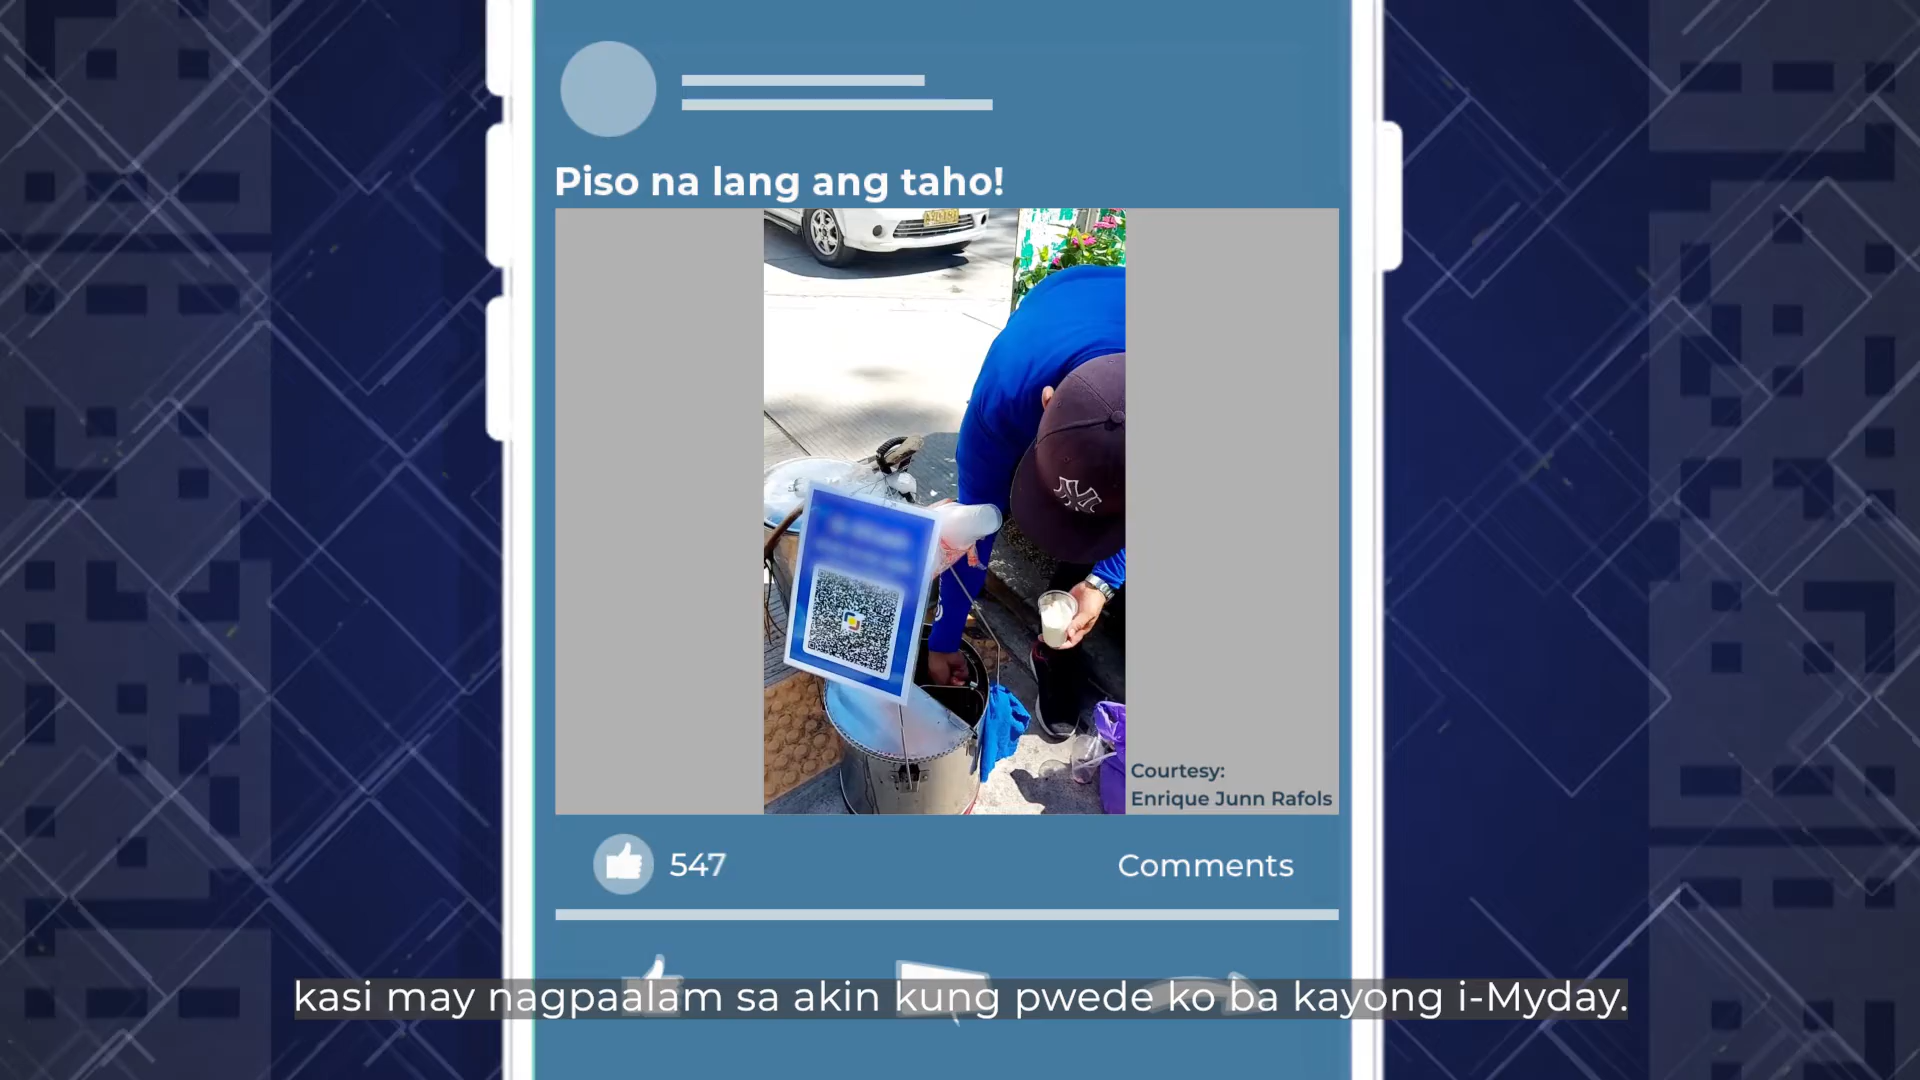 Piso na lang ang taho!
Courtesy:
Enrique Junn Rafols
547
Comments
kasi may nagpaalam sa akin kung pwede ko ba kayong i-Myday.